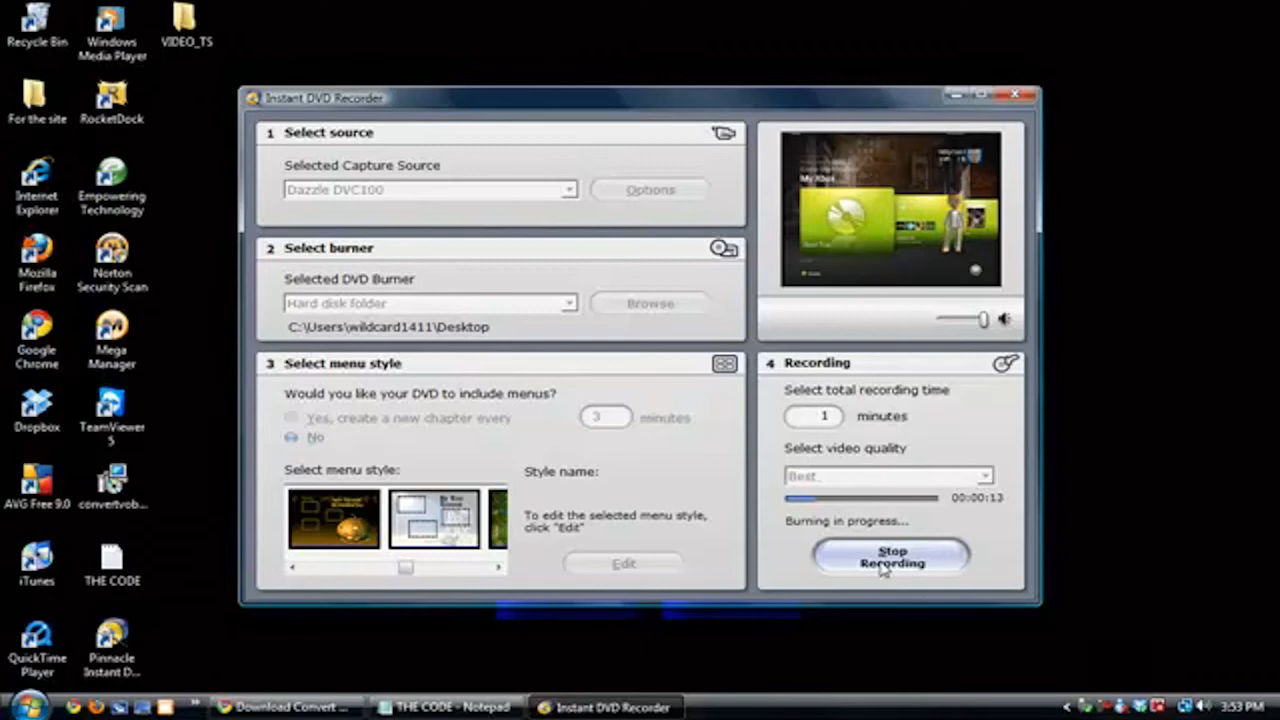 Recycle Bin
Windows
Media Player
VIDEO_TS
For the site
RocketDock
Internet
Explorer
Empowering
Technology
Mozilla
Firefox
Norton
Security Scan
Google
Chrome
Mega
Manager
Dropbox
TeamViewer
5
AVG Free 9.0
convertvob...
iTunes
THE CODE
QuickTime
Player
Pinnacle
Instant D...
Instant DVD Recorder
1 Select source
Selected Capture Source
Dazzle DVC100
Options
2 Select burner
Selected DVD Burner
Hard disk folder
Browse
C:\Users\wildcard1411\Desktop
3 Select menu style
Would you like your DVD to include menus?
Yes, create a new chapter every 3 minutes
No
Select menu style:
Style name:
To edit the selected menu style,
click "Edit"
Edit
My Xbox
4 Recording
Select total recording time
1 minutes
Select video quality
Best
00:00:13
Burning in progress...
Stop
Recording
Download Convert ...
THE CODE - Notepad
Instant DVD Recorder
3:53 PM